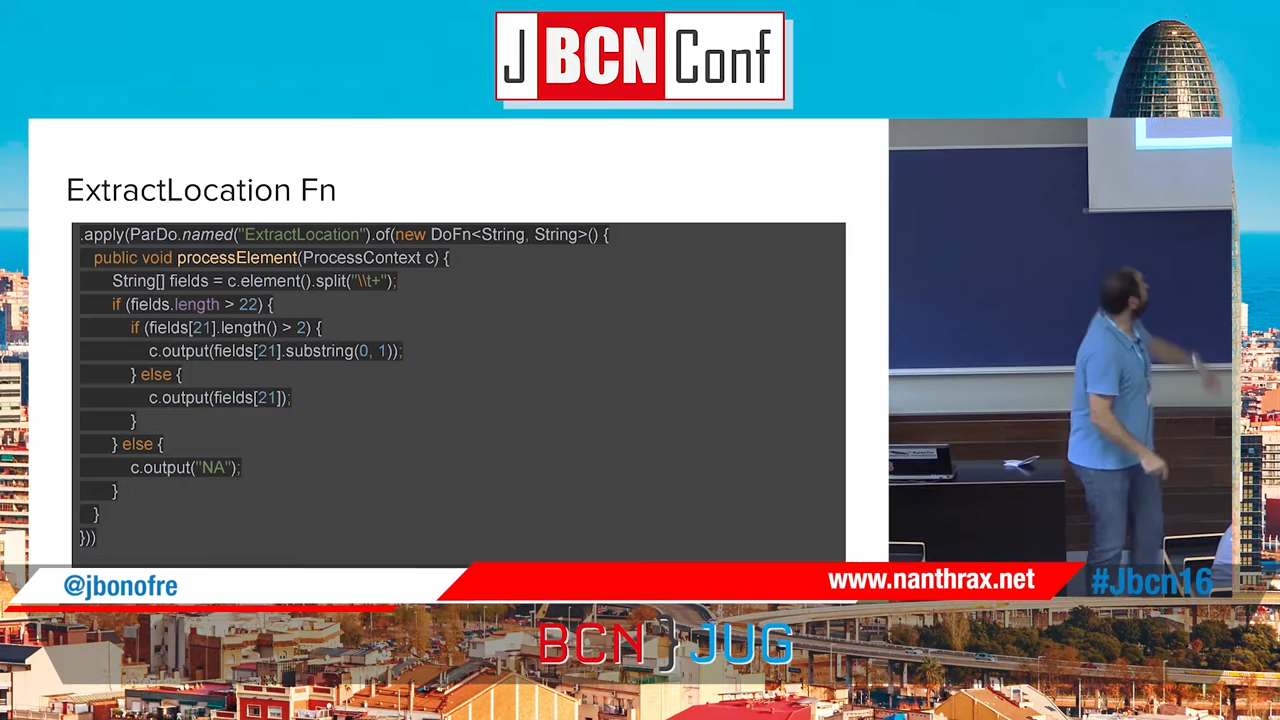 J BCN Conf
ExtractLocation Fn
.apply(ParDo.named("ExtractLocation").of(new DoFn<String, String>() {
public void processElement(ProcessContext c) {
String[] fields = c.element().split("\\t+");
if (fields.length > 22) {
if (fields[21].length() > 2) {
c.output(fields[21].substring(0, 1));
} else {
c.output(fields[21]);
}
} else {
c.output("NA");
}
}
}))
@jbonofre
www.nanthrax.net
#Jbcn16
BCN JUG